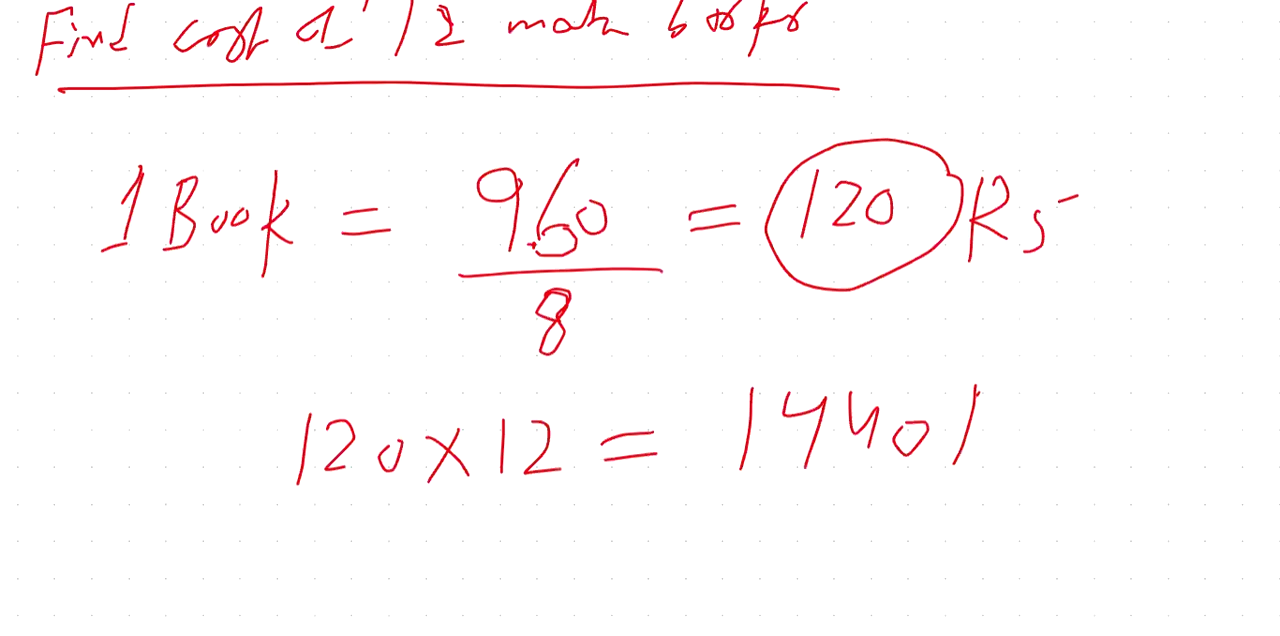 Find cost of 12 math books
1 Book = 960 / 8 = 120 Rs
120 x 12 = 1440/